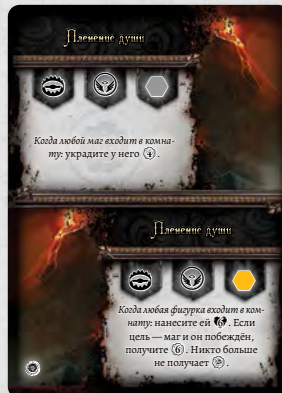 Пленение души
Когда любой маг входит в комна-
ту: украдите у него 4.
Пленение души
Когда любая фигурка входит в ком-
нату: нанесите ей 6. Если
цель — маг и он побеждён,
получите 6. Никто больше
не получает.